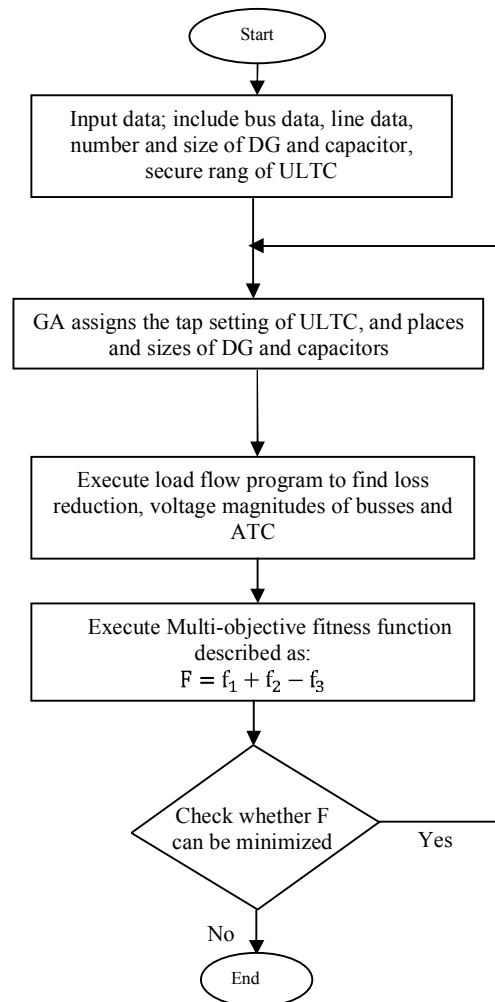 Start
Input data; include bus data, line data,
number and size of DG and capacitor,
secure rang of ULTC
GA assigns the tap setting of ULTC, and places
and sizes of DG and capacitors
Execute load flow program to find loss
reduction, voltage magnitudes of busses and
ATC
Execute Multi-objective fitness function
described as:
F = f₁ + f₂ − f₃
Check whether F
can be minimized
Yes
No
End